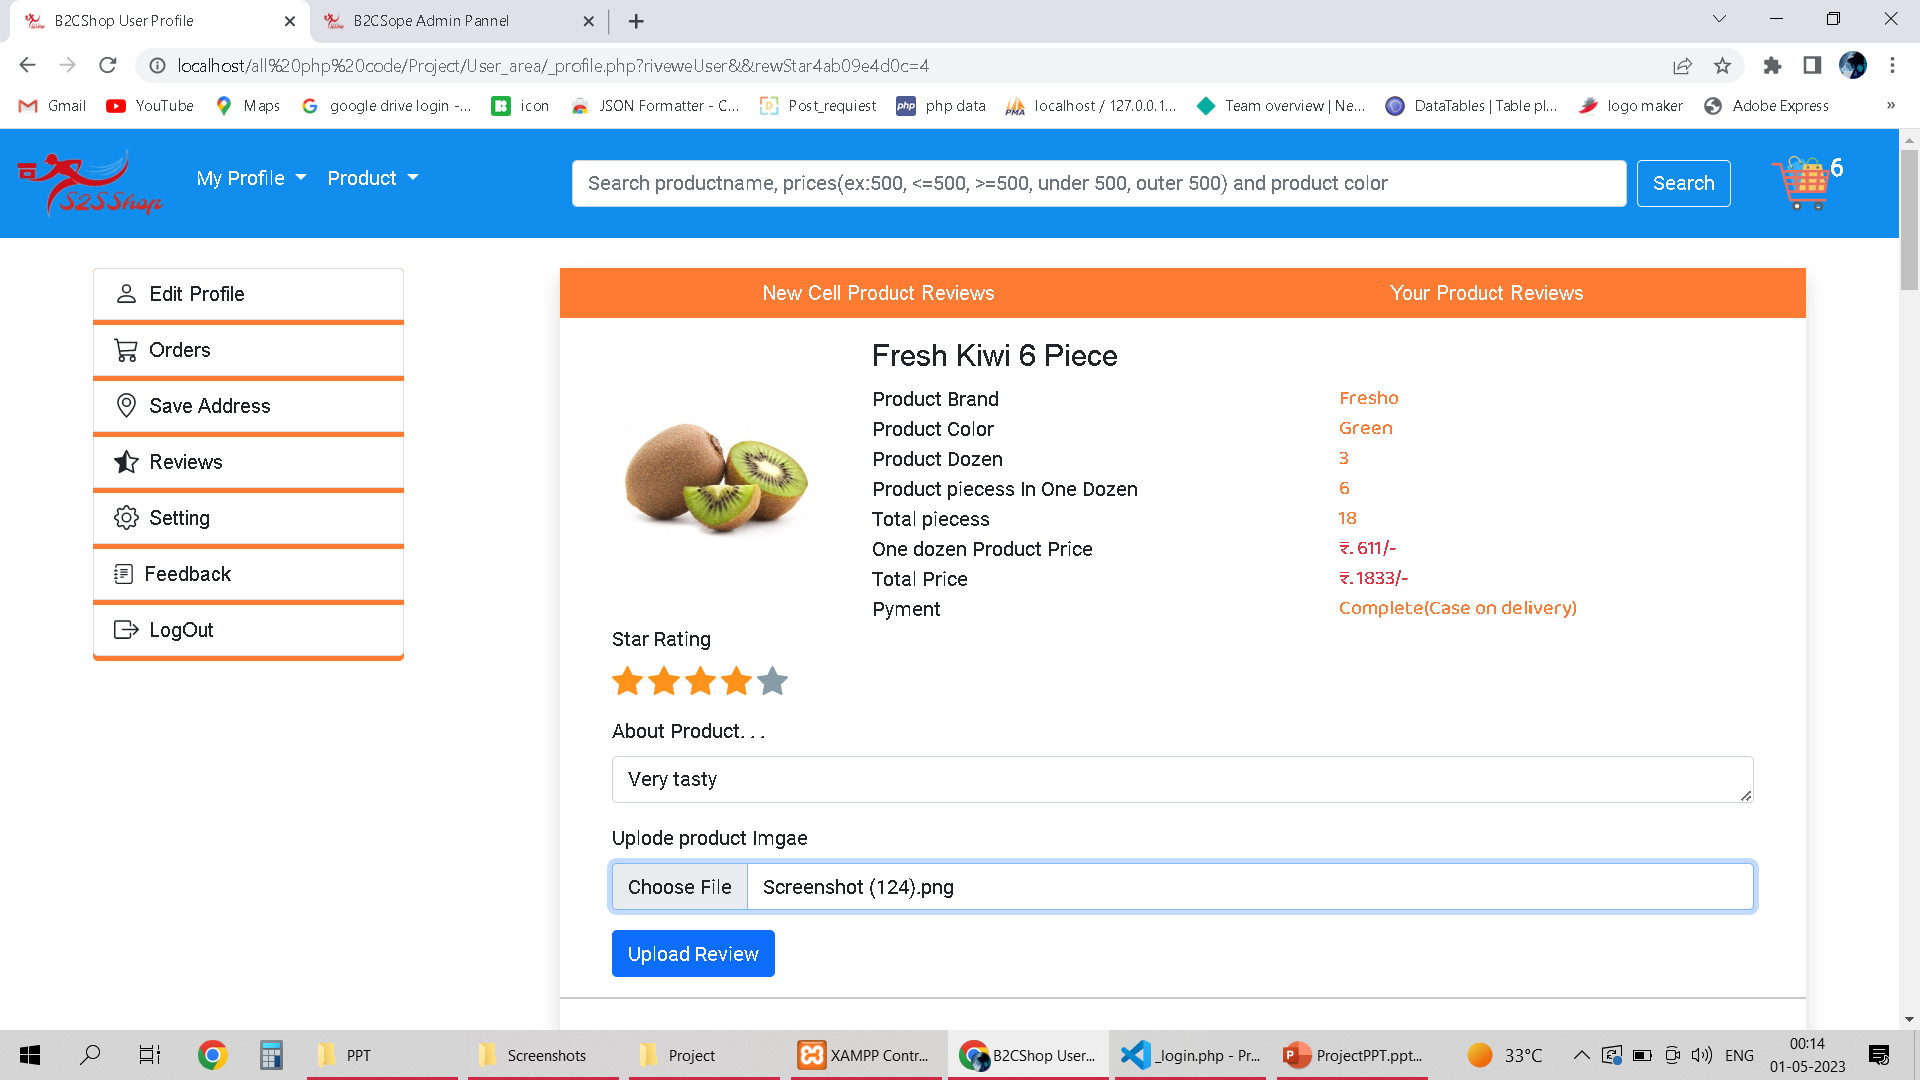 B2CShop User Profile
B2CSope Admin Pannel
localhost/all%20php%20code/Project/User_area/_profile.php?riveweUser&&rewStar4ab09e4d0c=4
Gmail
YouTube
Maps
google drive login -...
icon
JSON Formatter - C...
Post_requiest
php data
localhost / 127.0.0.1...
Team overview | Ne...
DataTables | Table pl...
logo maker
Adobe Express
»
S2SShop
My Profile
Product
Search productname, prices(ex:500, <=500, >=500, under 500, outer 500) and product color
Search
6
Edit Profile
Orders
Save Address
Reviews
Setting
Feedback
LogOut
New Cell Product Reviews
Your Product Reviews
Fresh Kiwi 6 Piece
Product Brand Fresho
Product Color Green
Product Dozen 3
Product piecess In One Dozen 6
Total piecess 18
One dozen Product Price ₹. 611/-
Total Price ₹. 1833/-
Pyment Complete(Case on delivery)
Star Rating
About Product. . .
Very tasty
Uplode product Imgae
Choose File Screenshot (124).png
Upload Review
PPT
Screenshots
Project
XAMPP Contr...
B2CShop User...
_login.php - Pr...
ProjectPPT.ppt...
33°C
ENG
00:14
01-05-2023